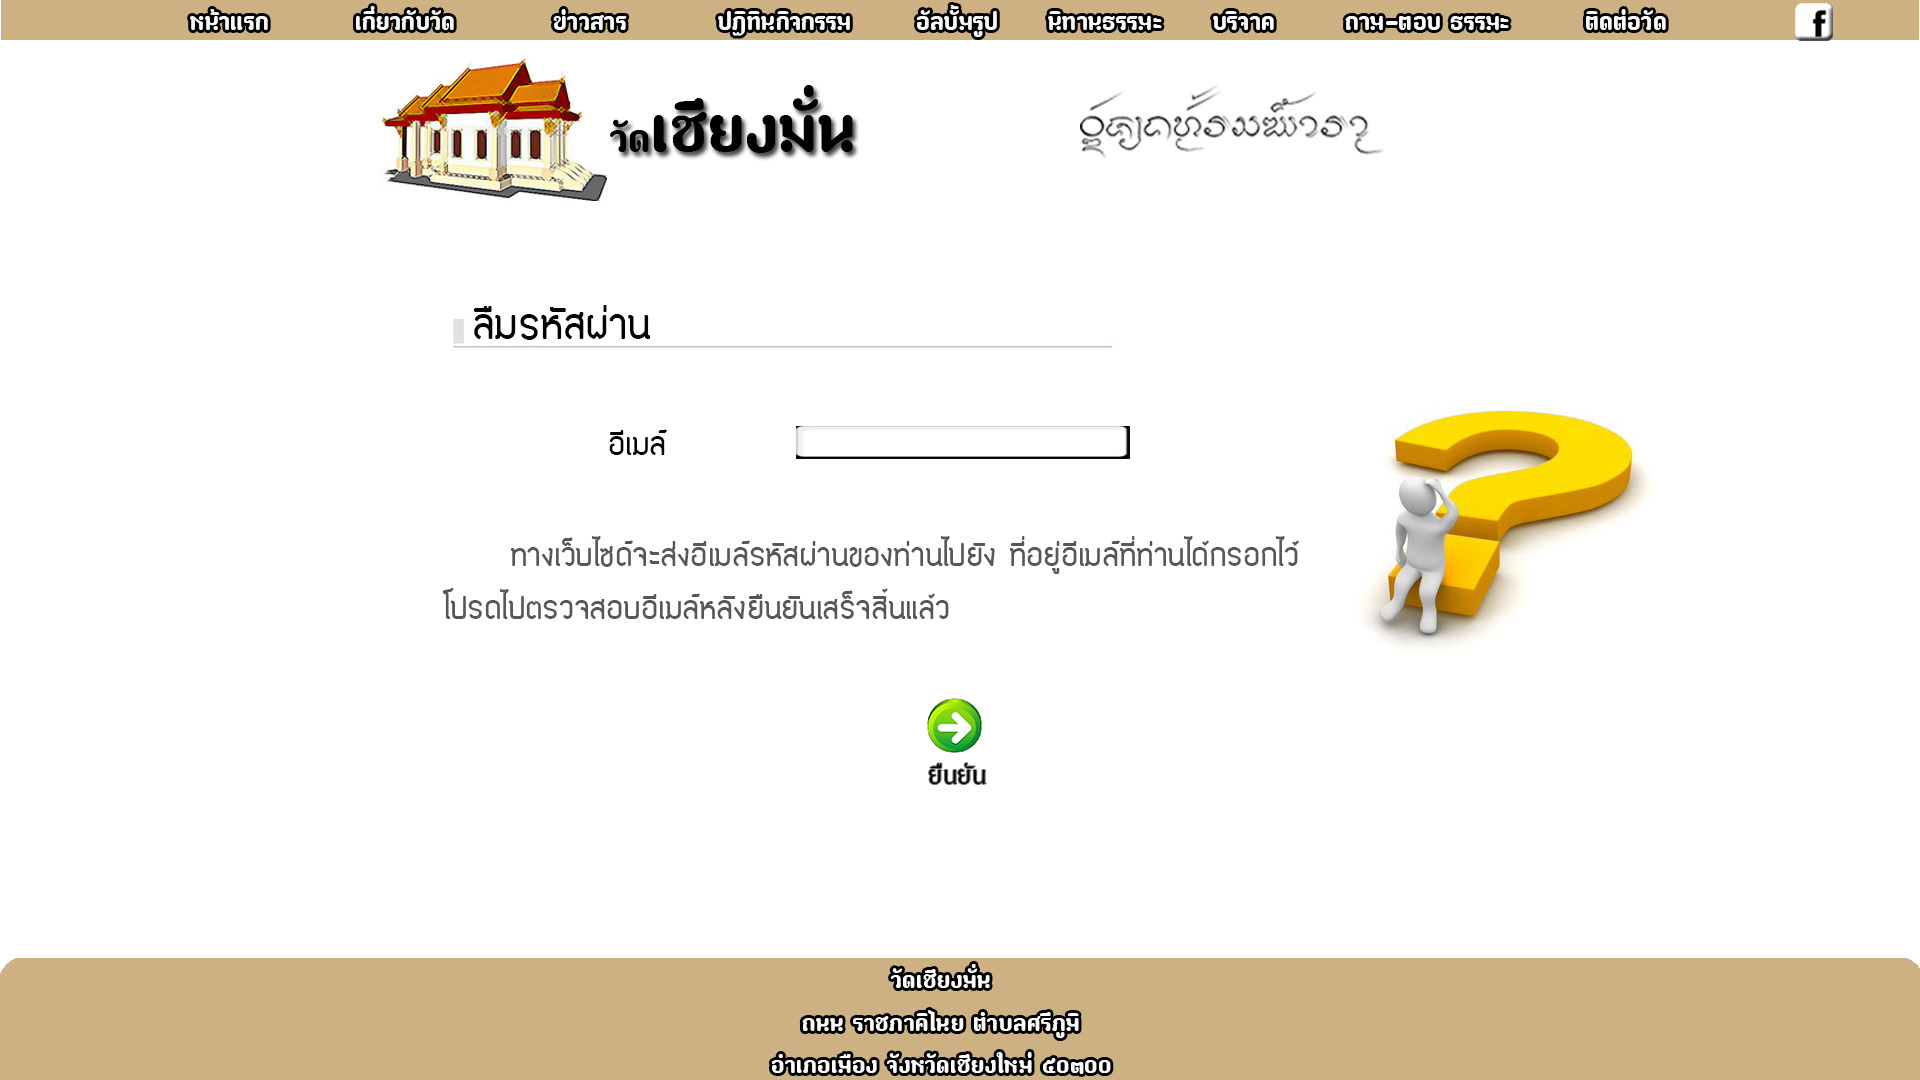 หน้าแรก เกี่ยวกับวัด ข่าวสาร ปฏิทินกิจกรรม อัลบั้มรูป นิทานธรรมะ บริจาค ถาม-ตอบ ธรรมะ ติดต่อวัด f
วัดเชียงมั่น
ลืมรหัสผ่าน
อีเมล์
ทางเว็บไซด์จะส่งอีเมล์รหัสผ่านของท่านไปยัง ที่อยู่อีเมล์ที่ท่านได้กรอกไว้
โปรดไปตรวจสอบอีเมล์หลังยืนยันเสร็จสิ้นแล้ว
ยืนยัน
วัดเชียงมั่น
ถนน ราชภาคิไนย ตำบลศรีภูมิ
อำเภอเมือง จังหวัดเชียงใหม่ ๕๐๓๐๐